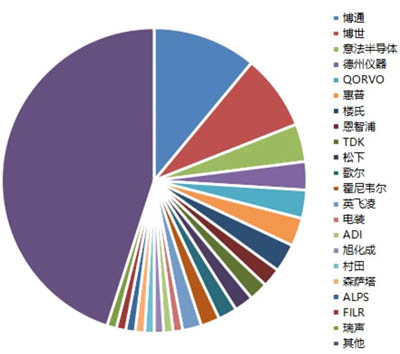 博通
博世
意法半导体
德州仪器
QORVO
惠普
楼氏
恩智浦
TDK
松下
歌尔
霍尼韦尔
英飞凌
电装
ADI
旭化成
村田
森萨塔
ALPS
FILR
瑞声
其他